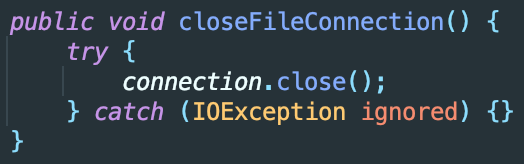 public void closeFileConnection() {
    try {
        connection.close();
    } catch (IOException ignored) {}
}